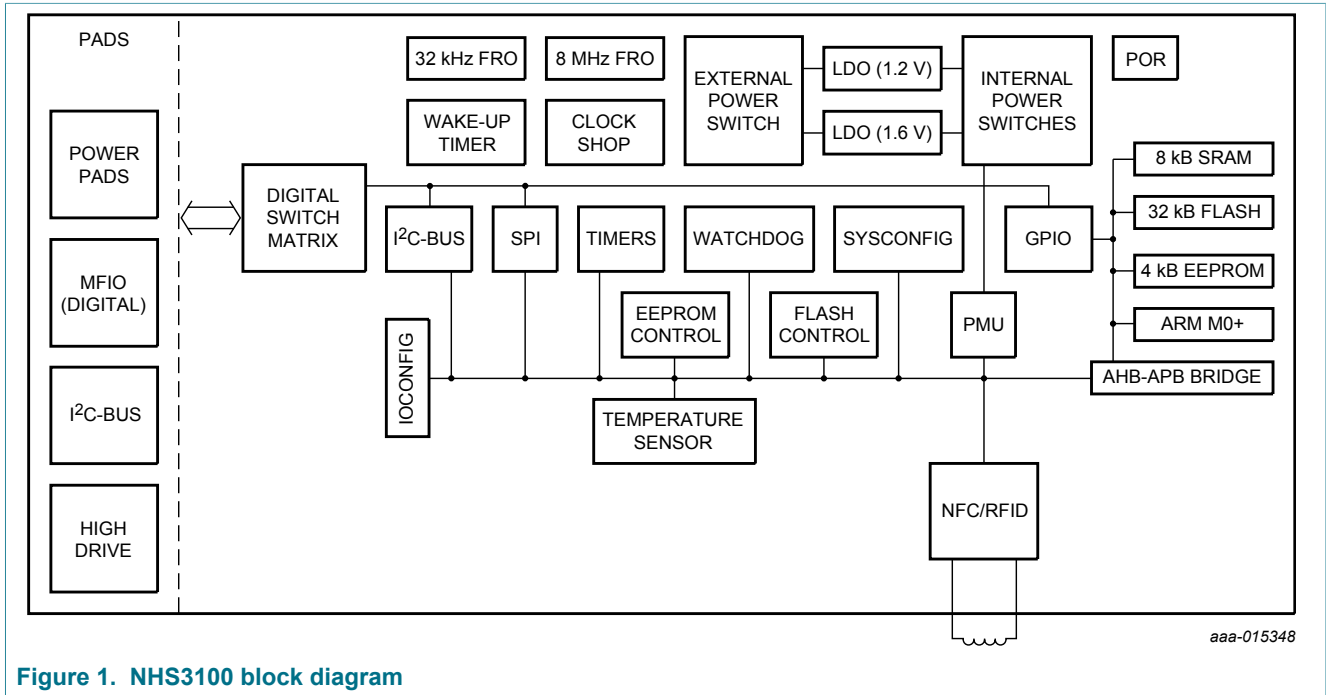 PADS
POWER
PADS
MFIO
(DIGITAL)
I²C-BUS
HIGH
DRIVE
DIGITAL
SWITCH
MATRIX
32 kHz FRO
8 MHz FRO
WAKE-UP
TIMER
CLOCK
SHOP
EXTERNAL
POWER
SWITCH
LDO (1.2 V)
LDO (1.6 V)
INTERNAL
POWER
SWITCHES
POR
I²C-BUS
SPI
TIMERS
WATCHDOG
SYSCONFIG
GPIO
8 kB SRAM
32 kB FLASH
4 kB EEPROM
ARM M0+
AHB-APB BRIDGE
IOCONFIG
EEPROM
CONTROL
FLASH
CONTROL
PMU
TEMPERATURE
SENSOR
NFC/RFID
aaa-015348
Figure 1. NHS3100 block diagram